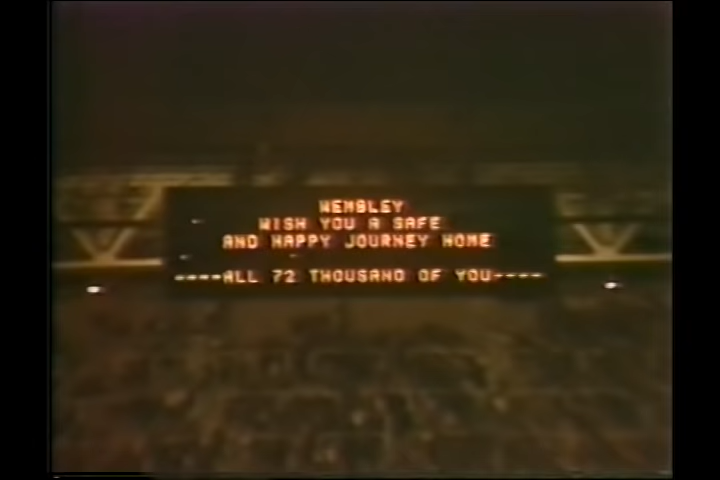 WEMBLEY
WISH YOU A SAFE
AND HAPPY JOURNEY HOME
----ALL 72 THOUSAND OF YOU----